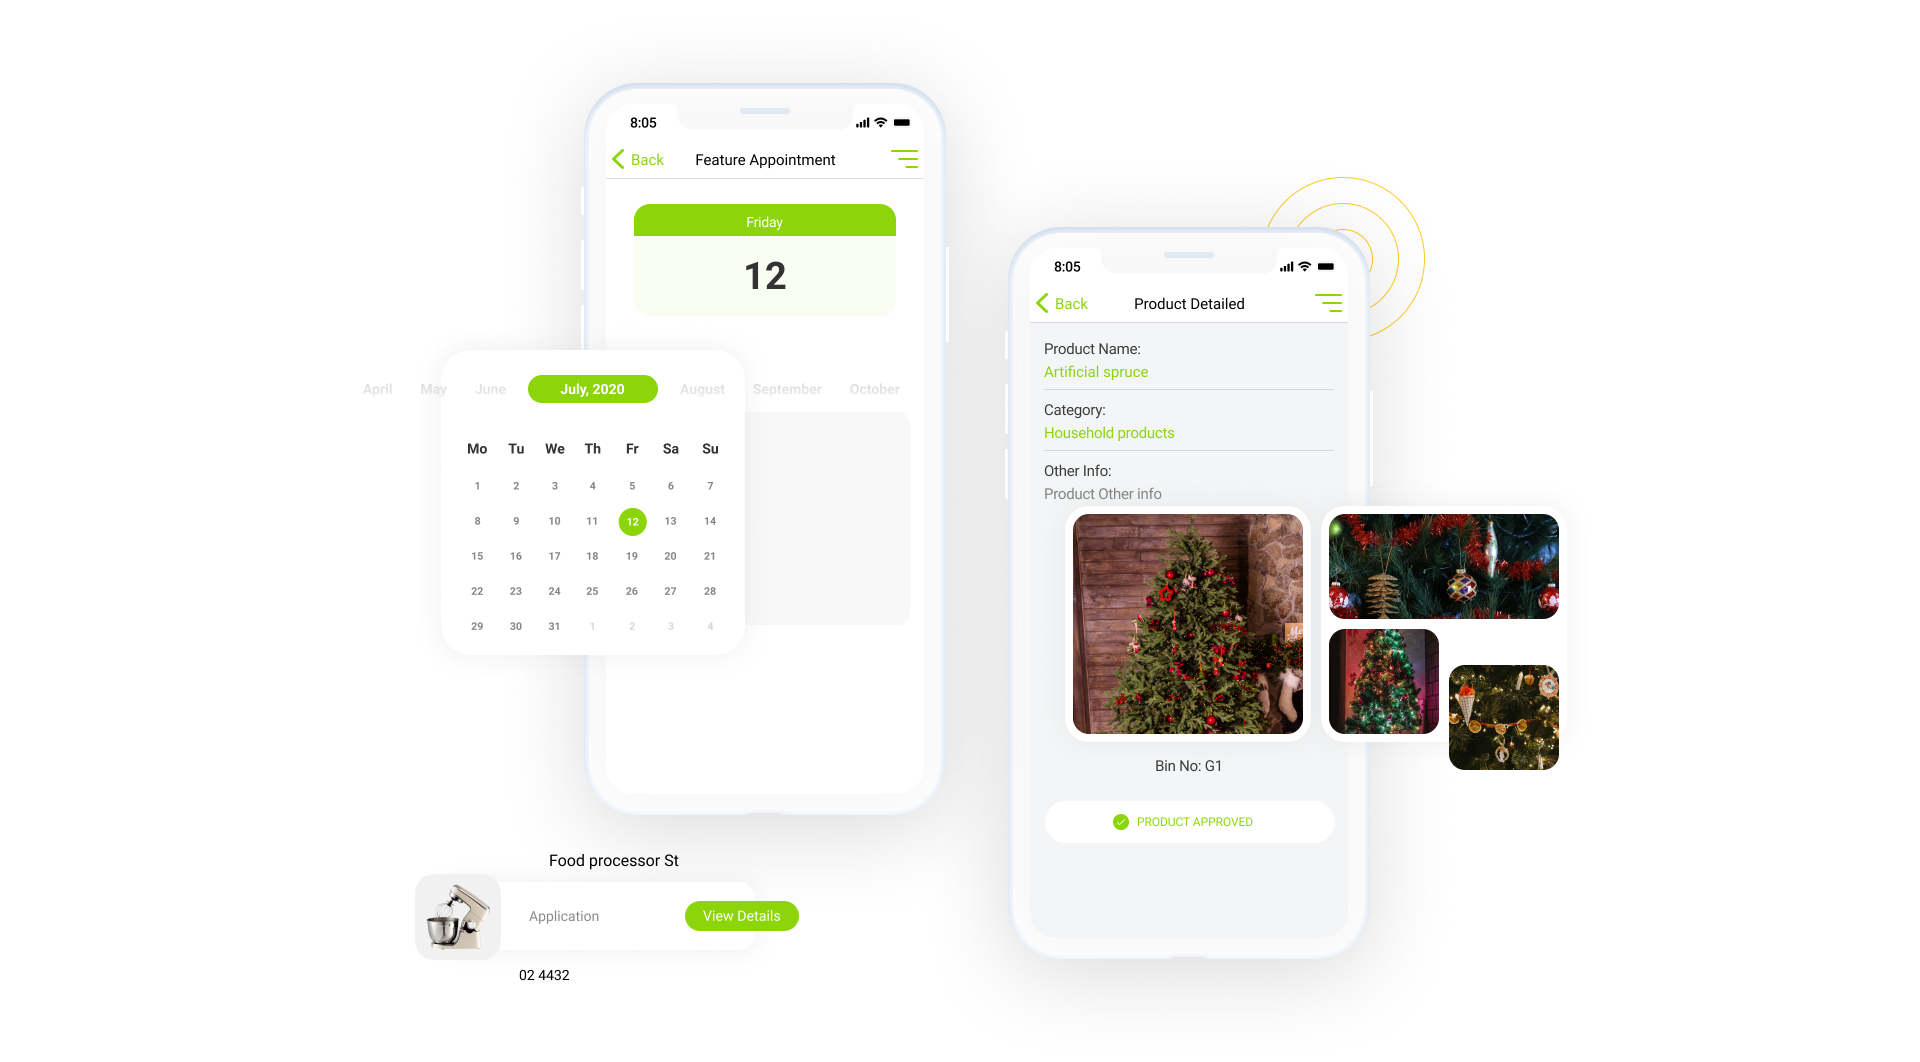 8:05
Back
Feature Appointment
Friday
12
April May June July, 2020 August September October
Mo Tu We Th Fr Sa Su
1 2 3 4 5 6 7
8 9 10 11 12 13 14
15 16 17 18 19 20 21
22 23 24 25 26 27 28
29 30 31 1 2 3 4
Food processor St
Application
View Details
02 4432
8:05
Back
Product Detailed
Product Name:
Artificial spruce
Category:
Household products
Other Info:
Product Other info
Bin No: G1
PRODUCT APPROVED